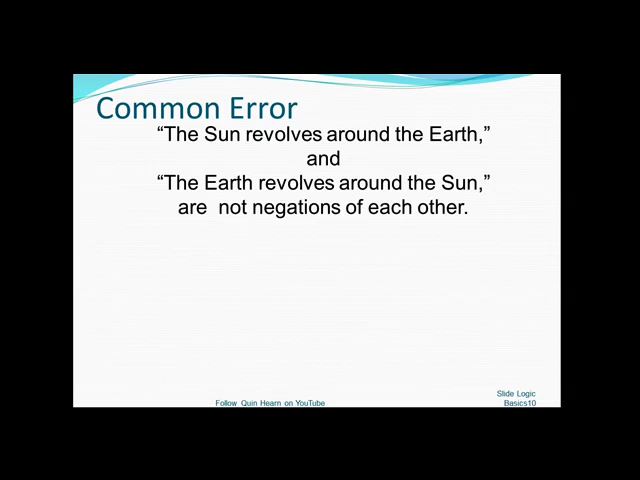 Common Error
“The Sun revolves around the Earth,”
and
“The Earth revolves around the Sun,”
are  not negations of each other.
Slide Logic
Follow Quin Hearn on YouTube
Basics10